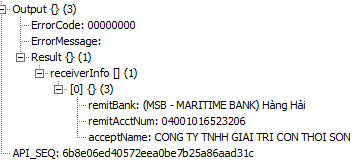 Output {} (3)
ErrorCode: 00000000
ErrorMessage:
Result {} (1)
receiverInfo [] (1)
[0] {} (3)
remitBank: (MSB - MARITIME BANK) Hàng Hải
remitAcctNum: 04001016523206
acceptName: CONG TY TNHH GIAI TRI CON THOI SON
API_SEQ: 6b8e06ed40572eea0be7b25a86aad31c